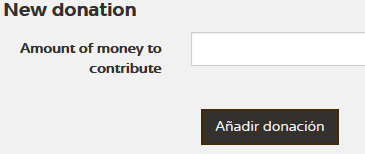 New donation
Amount of money to
contribute
Añadir donación